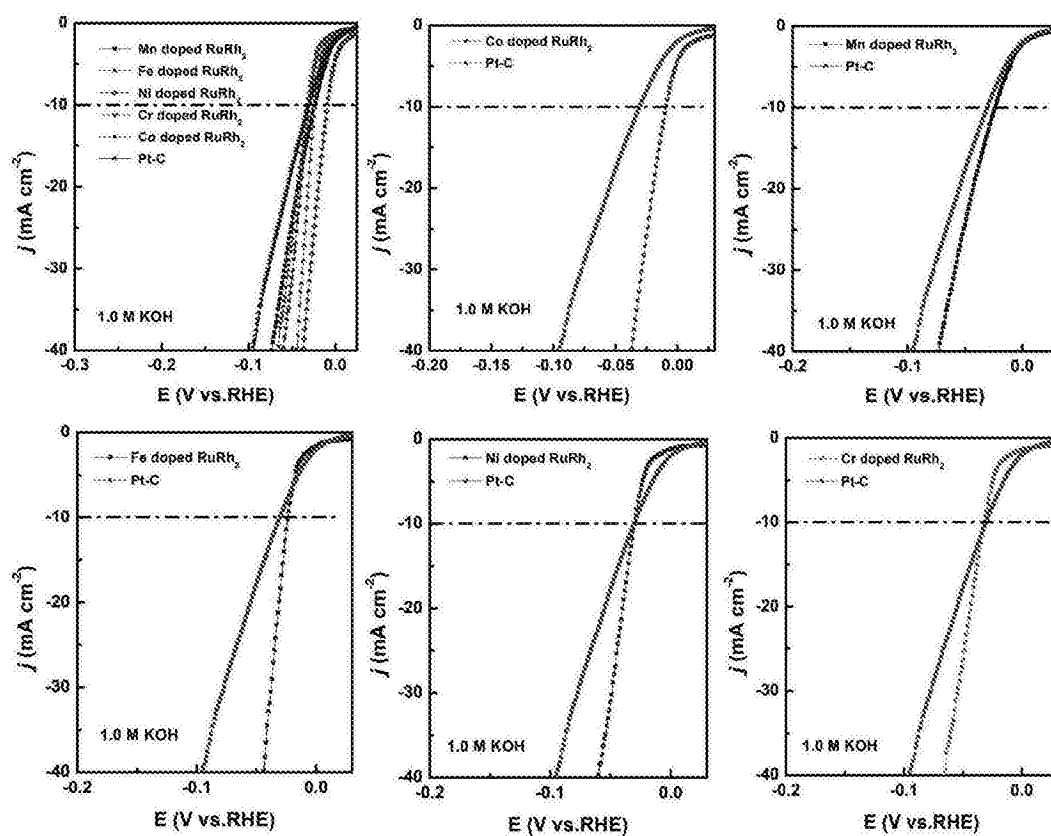 0
-10
-20
-30
-40
j (mA cm⁻²)
Mn doped RuRh₂
Fe doped RuRh₂
Ni doped RuRh₂
Cr doped RuRh₂
Co doped RuRh₂
Pt-C
1.0 M KOH
-0.3 -0.2 -0.1 0.0
E (V vs.RHE)
0
-10
-20
-30
-40
j (mA cm⁻²)
Co doped RuRh₂
Pt-C
1.0 M KOH
-0.20 -0.15 -0.10 -0.05 0.00
E (V vs.RHE)
0
-10
-20
-30
-40
j (mA cm⁻²)
Mn doped RuRh₂
Pt-C
1.0 M KOH
-0.2 -0.1 0.0
E (V vs.RHE)
0
-10
-20
-30
-40
j (mA cm⁻²)
Fe doped RuRh₂
Pt-C
1.0 M KOH
-0.2 -0.1 0.0
E (V vs.RHE)
0
-10
-20
-30
-40
j (mA cm⁻²)
Ni doped RuRh₂
Pt-C
1.0 M KOH
-0.2 -0.1 0.0
E (V vs.RHE)
0
-10
-20
-30
-40
j (mA cm⁻²)
Cr doped RuRh₂
Pt-C
1.0 M KOH
-0.2 -0.1 0.0
E (V vs.RHE)